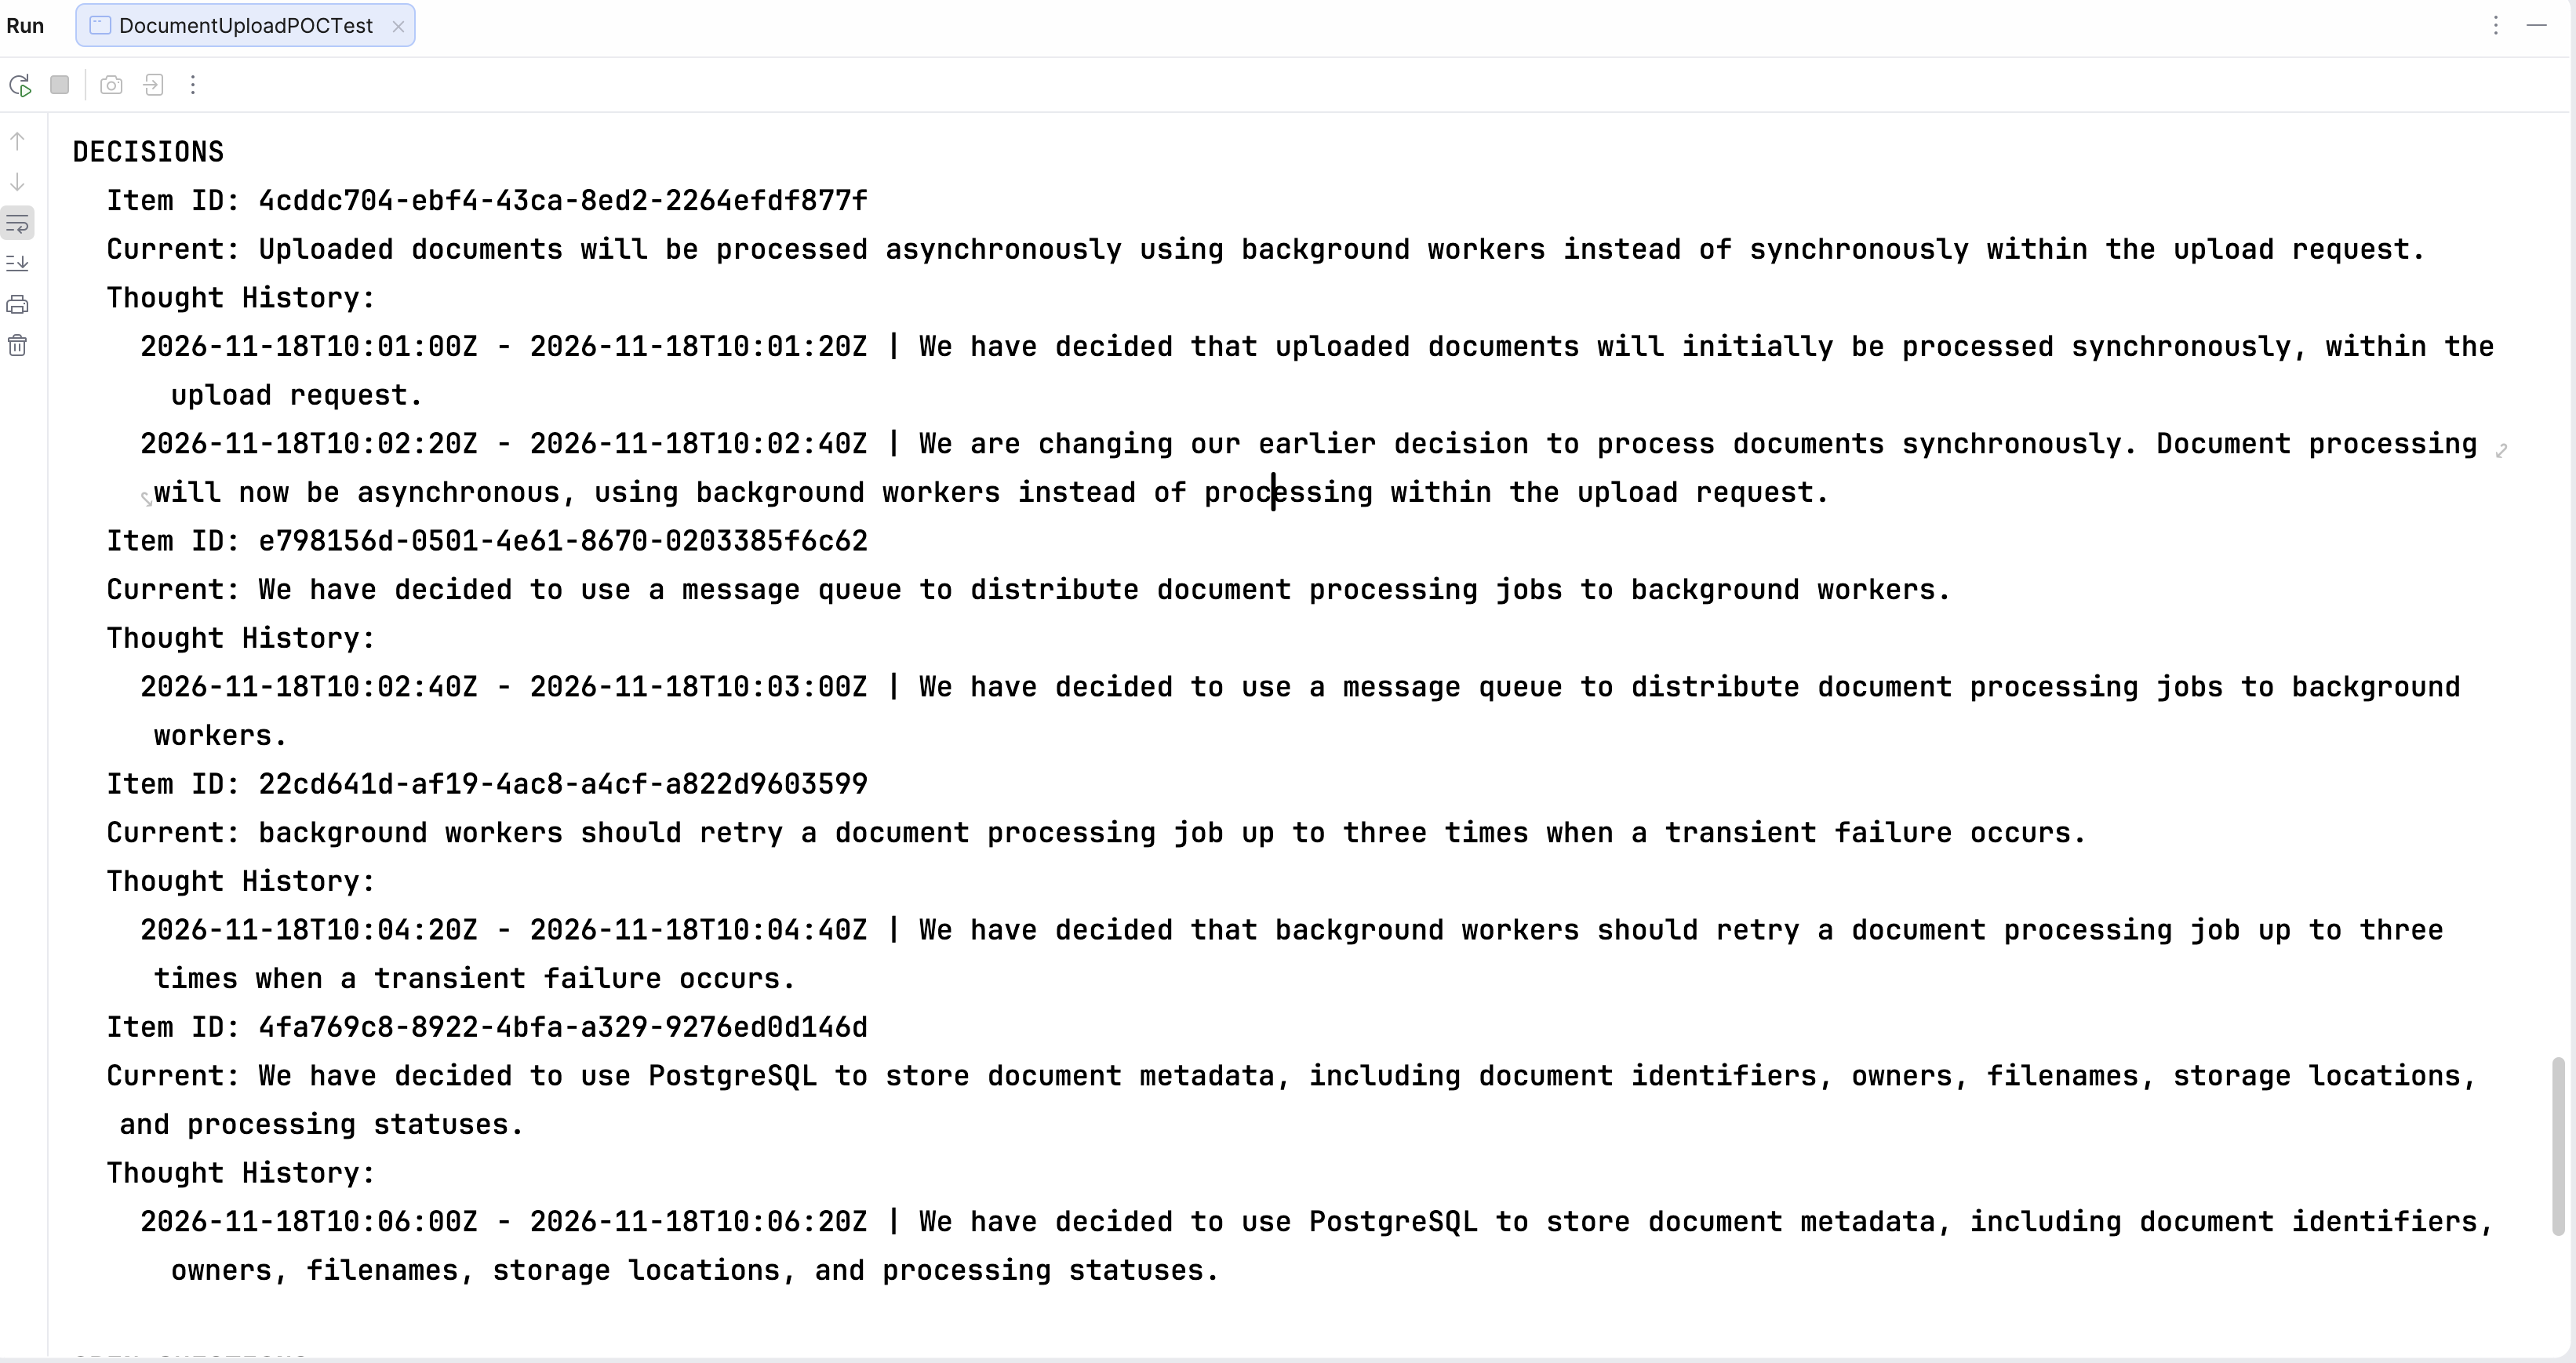 Run DocumentUploadPOCTest
DECISIONS
Item ID: 4cddc704-ebf4-43ca-8ed2-2264efdf877f
Current: Uploaded documents will be processed asynchronously using background workers instead of synchronously within the upload request.
Thought History:
2026-11-18T10:01:00Z - 2026-11-18T10:01:20Z | We have decided that uploaded documents will initially be processed synchronously, within the
upload request.
2026-11-18T10:02:20Z - 2026-11-18T10:02:40Z | We are changing our earlier decision to process documents synchronously. Document processing
will now be asynchronous, using background workers instead of processing within the upload request.
Item ID: e798156d-0501-4e61-8670-0203385f6c62
Current: We have decided to use a message queue to distribute document processing jobs to background workers.
Thought History:
2026-11-18T10:02:40Z - 2026-11-18T10:03:00Z | We have decided to use a message queue to distribute document processing jobs to background
workers.
Item ID: 22cd641d-af19-4ac8-a4cf-a822d9603599
Current: background workers should retry a document processing job up to three times when a transient failure occurs.
Thought History:
2026-11-18T10:04:20Z - 2026-11-18T10:04:40Z | We have decided that background workers should retry a document processing job up to three
times when a transient failure occurs.
Item ID: 4fa769c8-8922-4bfa-a329-9276ed0d146d
Current: We have decided to use PostgreSQL to store document metadata, including document identifiers, owners, filenames, storage locations,
and processing statuses.
Thought History:
2026-11-18T10:06:00Z - 2026-11-18T10:06:20Z | We have decided to use PostgreSQL to store document metadata, including document identifiers,
owners, filenames, storage locations, and processing statuses.